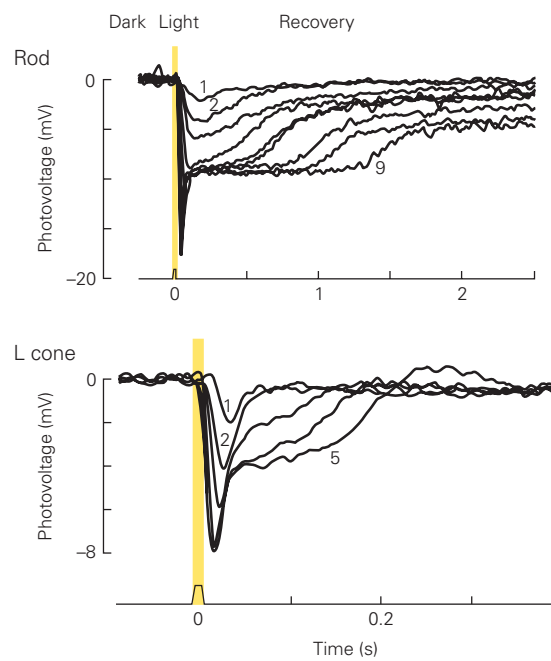 Dark Light Recovery
Rod
0
1
2
9
Photovoltage (mV)
–20
0 1 2
L cone
0
1
2
5
Photovoltage (mV)
–8
0 0.2
Time (s)